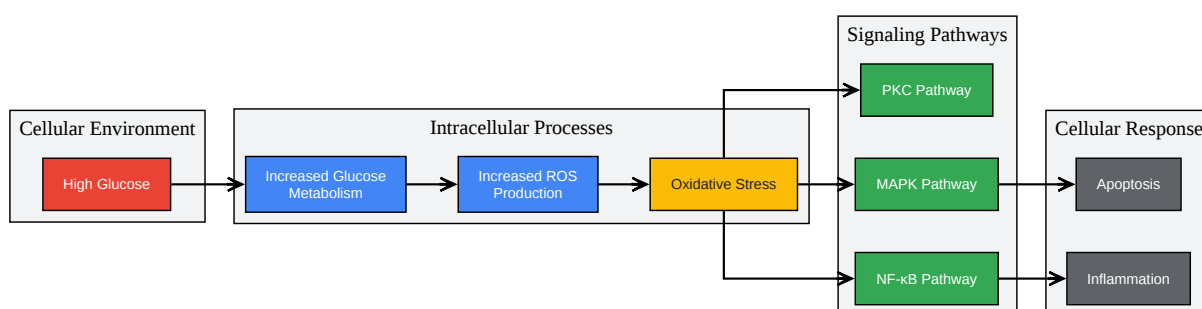 Signaling Pathways
PKC Pathway
Cellular Environment
Intracellular Processes
Cellular Response
High Glucose
Increased Glucose
Metabolism
Increased ROS
Production
Oxidative Stress
MAPK Pathway
Apoptosis
NF-κB Pathway
Inflammation